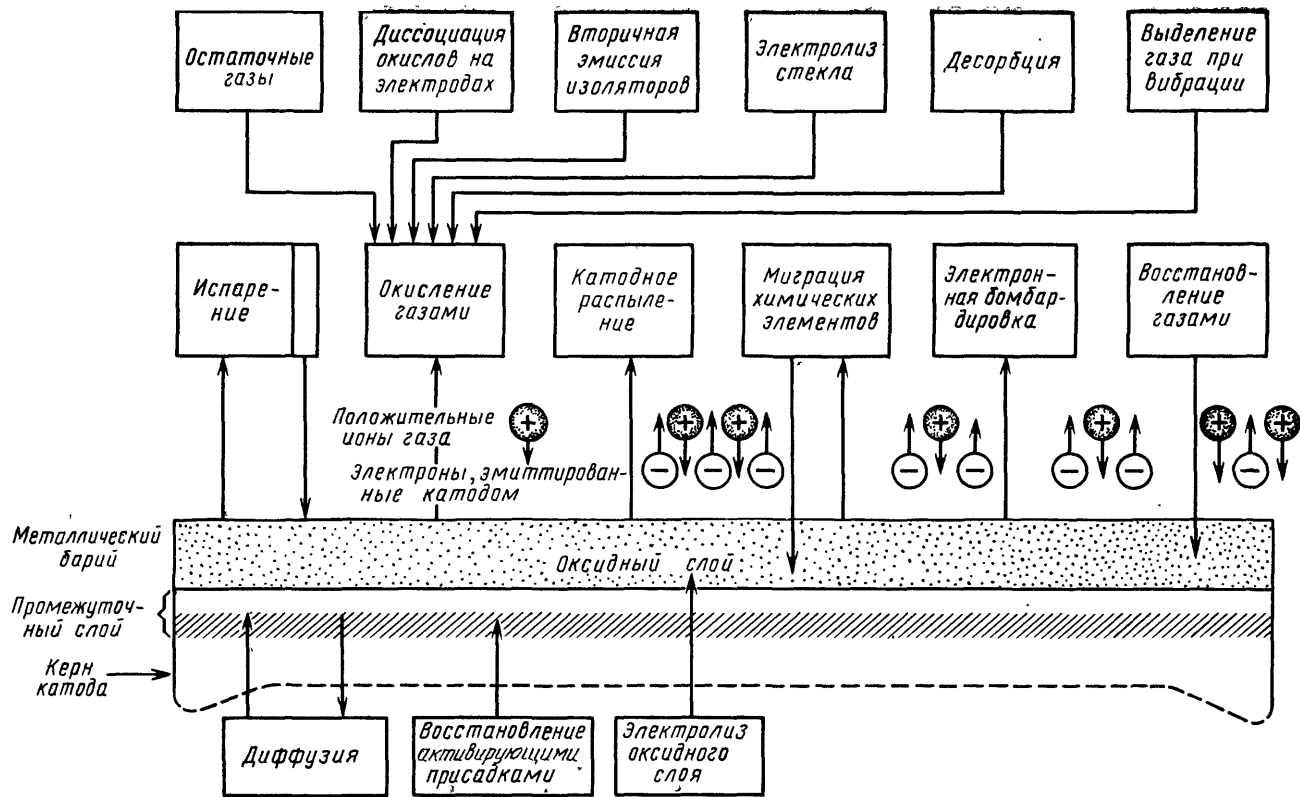 Остаточные
газы
Диссоциация
окислов на
электродах
Вторичная
эмиссия
изоляторов
Электролиз
стекла
Десорбция
Выделение
газа при
вибрации
Испаре-
ние
Окисление
газами
Катодное
распыле-
ние
Миграция
химических
элементов
Электрон-
ная бомбар-
дировка
Восстанов-
ление
газами
Положительные
ионы газа
Электроны, эмиттирован-
ные катодом
+
+ +
− − −
+
− −
+
− −
+ +
−
Металлический
барий
Оксидный слой
Промежуточ-
ный слой
Керн
катода
Диффузия
Восстановление
активирующими
присадками
Электролиз
оксидного
слоя